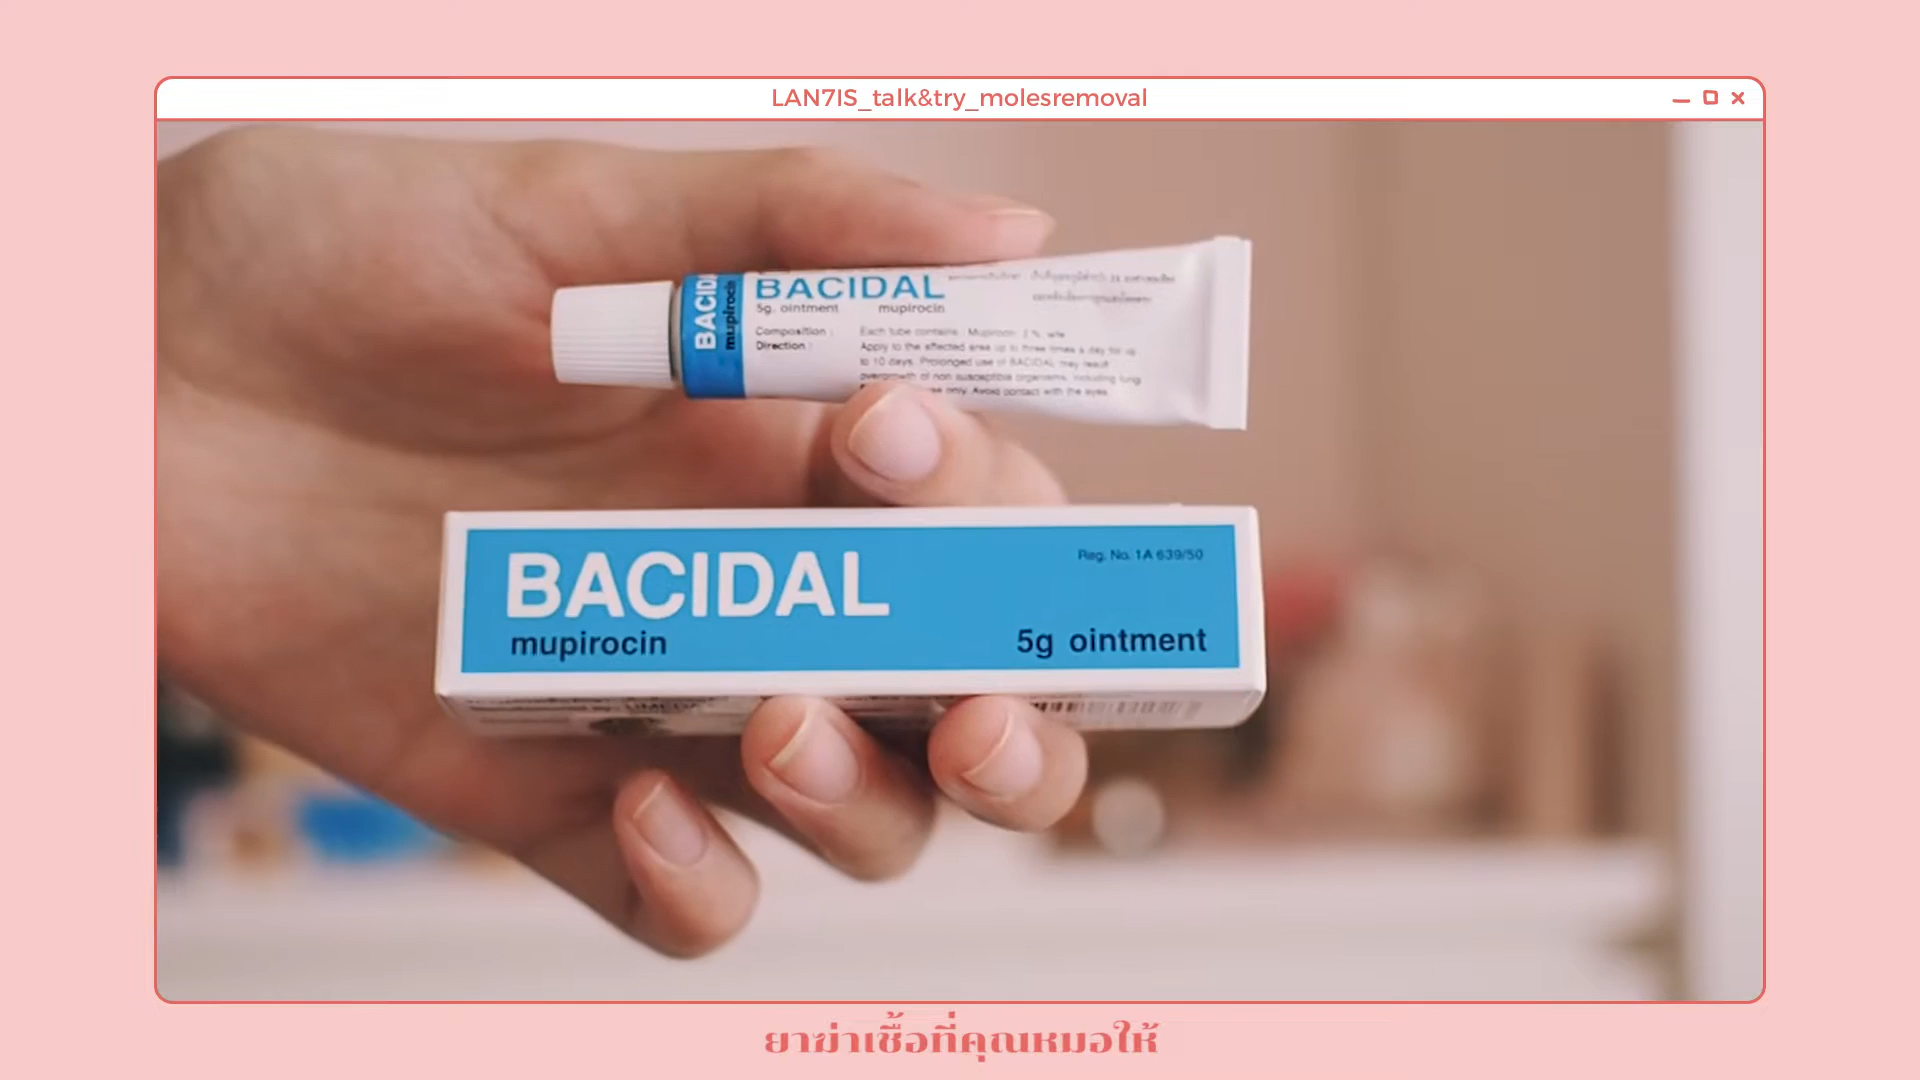 LAN7IS_talk&try_molesremoval
BACIDAL
mupirocin
BACIDAL
5g. ointment mupirocin
Composition : Each tube contains : Mupirocin 2 % w/w
Direction : Apply to the affected area up to three times a day for up
to 10 days. Prolonged use of BACIDAL may result
overgrowth of non susceptible organisms, including fung
use only. Avoid contact with the eyes.
BACIDAL
Reg. No. 1A 639/50
mupirocin
5g ointment
ยาฆ่าเชื้อที่คุณหมอให้